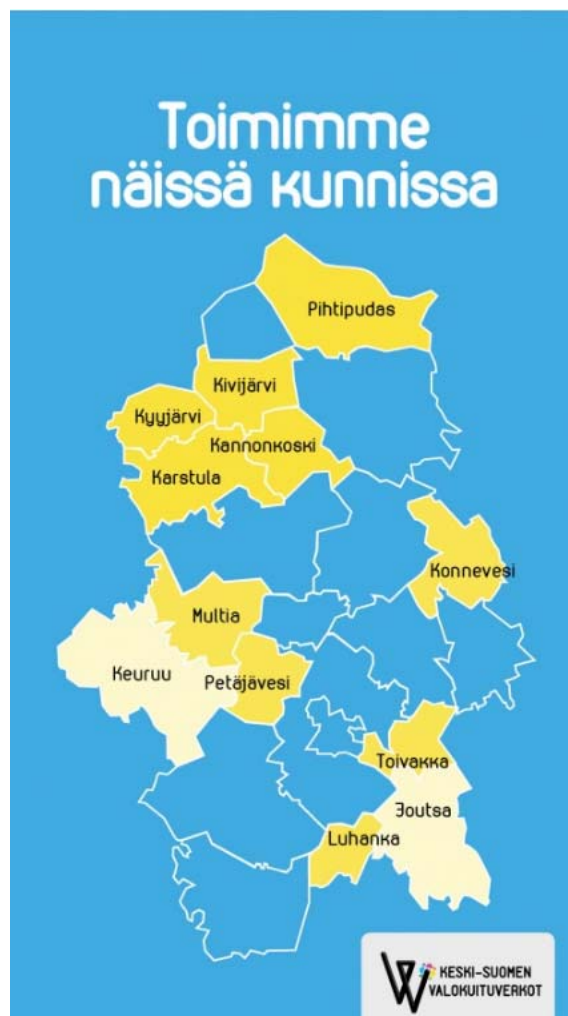 Toimimme
näissä kunnissa
Pihtipudas
Kivijärvi
Kyyjärvi
Kannonkoski
Karstula
Konnevesi
Multia
Keuruu
Petäjävesi
Toivakka
Joutsa
Luhanka
KESKI-SUOMEN
VALOKUITUVERKOT